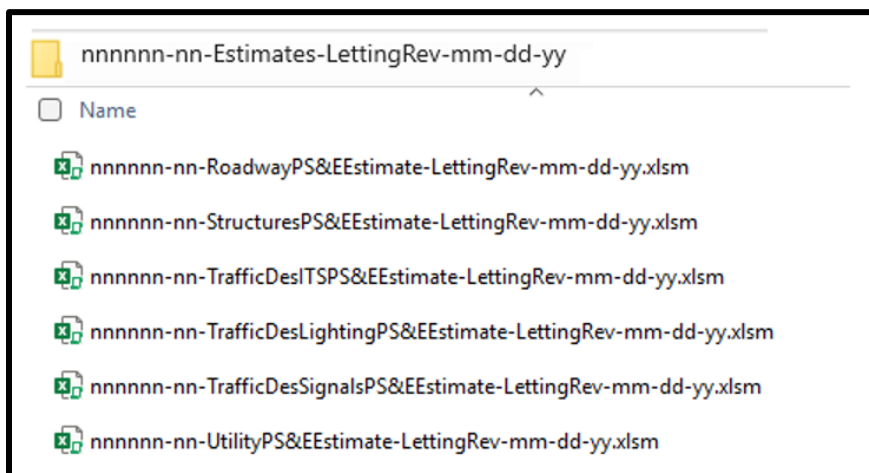 nnnnnn-nn-Estimates-LettingRev-mm-dd-yy
Name
nnnnnn-nn-RoadwayPS&EEstimate-LettingRev-mm-dd-yy.xlsm
nnnnnn-nn-StructuresPS&EEstimate-LettingRev-mm-dd-yy.xlsm
nnnnnn-nn-TrafficDesITSPS&EEstimate-LettingRev-mm-dd-yy.xlsm
nnnnnn-nn-TrafficDesLightingPS&EEstimate-LettingRev-mm-dd-yy.xlsm
nnnnnn-nn-TrafficDesSignalsPS&EEstimate-LettingRev-mm-dd-yy.xlsm
nnnnnn-nn-UtilityPS&EEstimate-LettingRev-mm-dd-yy.xlsm